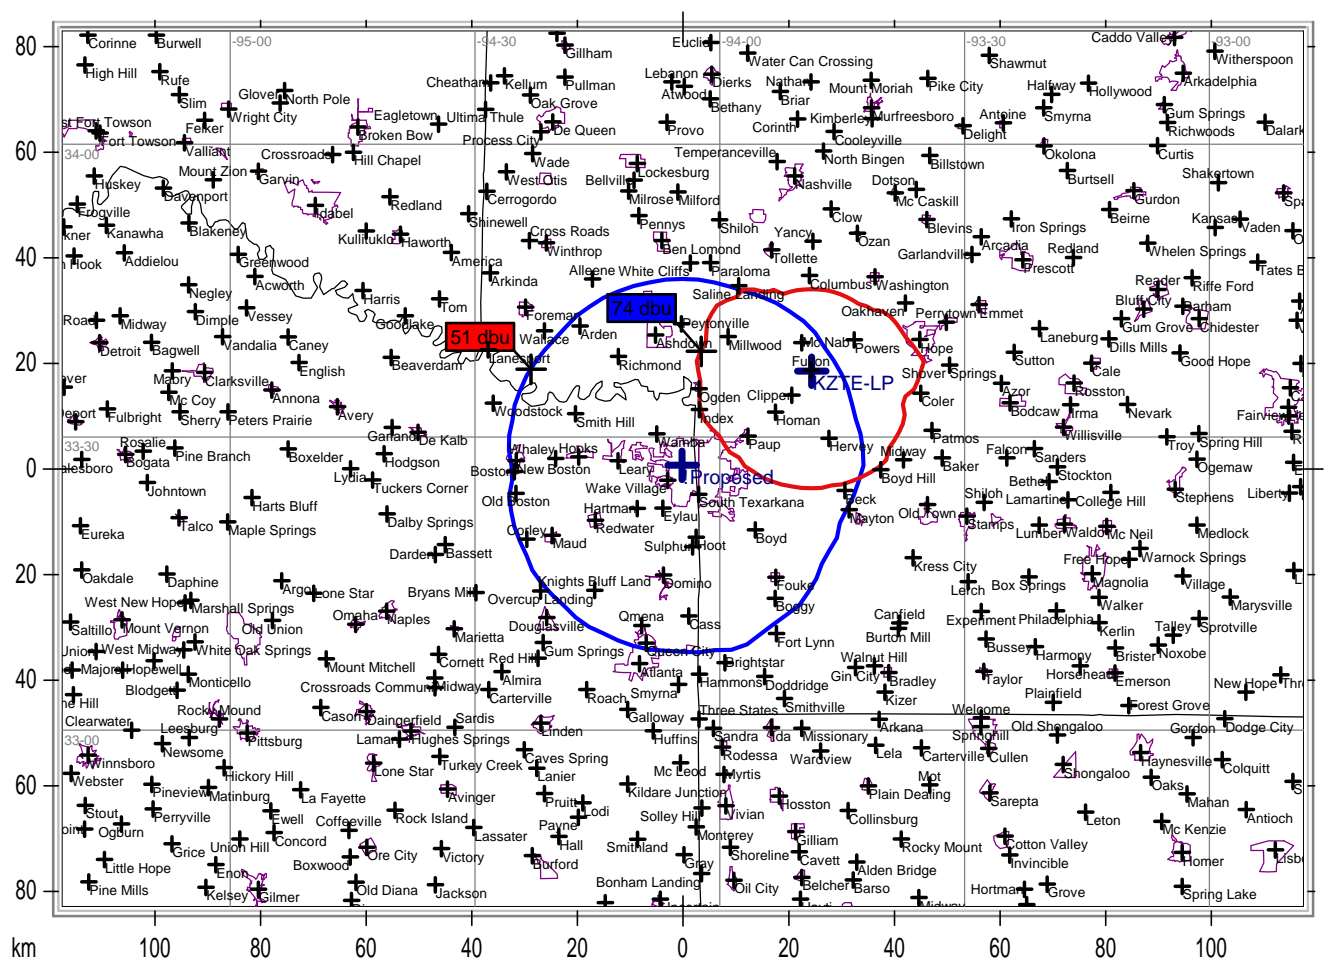 80
Corinne
Burwell
-95-00
-94-30
Gillham
Euclie
-94-00
Water Can Crossing
-93-30
Shawmut
Caddo Valley
-93-00
Witherspoon
High Hill
Rufe
Slim
Glover
North Pole
Cheatham
Kellum
Pullman
Lebanon
Dierks
Atwood
Nathan
Briar
Mount Moriah
Pike City
Halfway
Hollywood
Arkadelphia
Wright City
Eagletown
Ultima Thule
Oak Grove
Bethany
Kimberley
Murfreesboro
Antoine
Smyrna
Gum Springs
st Fort Towson
Fort Towson
Felker
Broken Bow
Process City
De Queen
Provo
Corinth
Cooleyville
Delight
Richwoods
Dalark
60
Valliant
34-00
Crossroads
Hill Chapel
Wade
Lockesburg
Temperanceville
North Bingen
Billstown
Okolona
Curtis
Huskey
Mount Zion
Garvin
West Otis
Bellville
Nashville
Dotson
Burtsell
Shakertown
Davenport
Idabel
Redland
Cerrogordo
Milrose
Milford
Mc Caskill
Gurdon
Spa
Frogville
Kanawha
Blakeney
Kullituklo
Haworth
Shinewell
Cross Roads
Pennys
Shiloh
Clow
Blevins
Iron Springs
Beirne
Kansas
Vaden
kner
n Hook
Addielou
Greenwood
America
Winthrop
Ben Lomond
Yancy
Ozan
Arcadia
Redland
Whelen Springs
40
Acworth
Arkinda
Alleene
White Cliffs
Paraloma
Tollette
Garlandville
Prescott
Tates B
Negley
Harris
Tom
Saline Landing
Columbus
Washington
Reader
Riffe Ford
Road
Midway
Dimple
Vessey
Goolake
Foreman
74 dbu
Peytonville
Oakhaven
Perrytown
Emmet
Bluff City
Barham
Gum Grove
Chidester
51 dbu
Wallace
Arden
Ashdown
Millwood
Mc Nab
Powers
Hope
Laneburg
Detroit
Bagwell
Vandalia
Caney
Lanesport
Dills Mills
20
Mabry
Clarksville
English
Beaverdam
Richmond
Fulton
Shover Springs
Sutton
Cale
Good Hope
ver
Mc Coy
Annona
KZTE-LP
Azor
Rosston
Fulbright
Sherry
Peters Prairie
Avery
Woodstock
Ogden
Clipper
Coler
Bodcaw
Irma
Nevark
Fairview
eport
Smith Hill
Index
Homan
33-30
Rosalie
Garland
De Kalb
Wamba
Paup
Hervey
Patmos
Willisville
Troy
Spring Hill
0
alesboro
Bogata
Pine Branch
Boxelder
Hodgson
Whaley
Hooks
Boston
New Boston
Leary
Proposed
Midway
Baker
Falcon
Sanders
Ogemaw
Johntown
Lydia
Tuckers Corner
Old Boston
Wake Village
South Texarkana
Beck
Boyd Hill
Bethel
Stockton
Stephens
Liberty
Harts Bluff
Hartman
Eylau
Mayton
Shiloh
Lamartine
College Hill
Eureka
Talco
Pine Springs
Dalby Springs
Redwater
Old Town
Stamps
Lumber
Waldo
Mc Neil
Medlock
Corley
Maud
Boyd
Darden
Bassett
Sulphur
Hoot
Free Hope
Warnock Springs
20
Oakdale
Daphine
Argo
Knights Bluff Land
Domino
Fouke
Kress City
Lerch
Box Springs
Magnolia
Village
West New Hope
Marshall Springs
Lone Star
Bryans Mill
Overcup Landing
Boggy
Walker
Marysville
Saltillo
Mount Vernon
Old Union
Omaha
Naples
Douglasville
Qmena
Cass
Canfield
Experiment
Philadelphia
Kerlin
Talley
Sprotville
Burton Mill
Union
West Midway
White Oak Springs
Marietta
Gum Springs
Queen City
Fort Lynn
Bussey
Harmony
Brister
Noxobe
Major
Hopewell
Mount Mitchell
Cornett
Red Hill
Atlanta
Brightstar
Walnut Hill
Gin City
Bradley
Horsehead
40
Monticello
Almira
Hammons
Doddridge
Taylor
Emerson
New Hope
Thre
Blodgett
Crossroads Commun
Midway
Carterville
Roach
Smyrna
Kizer
Plainfield
he Hill
Rocky Mound
Cason
Galloway
Three States
Smithville
Welcome
Forest Grove
Clearwater
Leesburg
Daingerfield
Sardis
Linden
Arkana
Springhill
Old Shongaloo
Gordon
Dodge City
33-00
Pittsburg
Hughes Springs
Huffins
Sandra
Ida
Missionary
Winnsboro
Newsome
Caves Spring
Rodessa
Wardview
Lela
Carterville
Cullen
Haynesville
Colquitt
Webster
Hickory Hill
Lone Star
Turkey Creek
Lanier
Mc Leod
Myrtis
Mot
Shongaloo
60
Pineview
Matinburg
La Fayette
Avinger
Pruitt
Kildare Junction
Hosston
Plain Dealing
Sarepta
Oaks
Mahan
Stout
Perryville
Ewell
Coffeeville
Rock Island
Lodi
Solley Hill
Vivian
Collinsburg
Leton
Antioch
Ogburn
Concord
Lassater
Payne
Monterey
Gilliam
Mc Kenzie
Grice
Union Hill
Ore City
Victory
Hall
Smithland
Shoreline
Cavett
Rocky Mount
Cotton Valley
Homer
Lisbo
Little Hope
Enon
Boxwood
Burford
Gray
Alden Bridge
Invincible
80
Pine Mills
Kelsey
Gilmer
Old Diana
Jackson
Bonham Landing
Oil City
Belcher
Barso
Hortman
Grove
Spring Lake
Midway
km
100
80
60
40
20
0
20
40
60
80
100